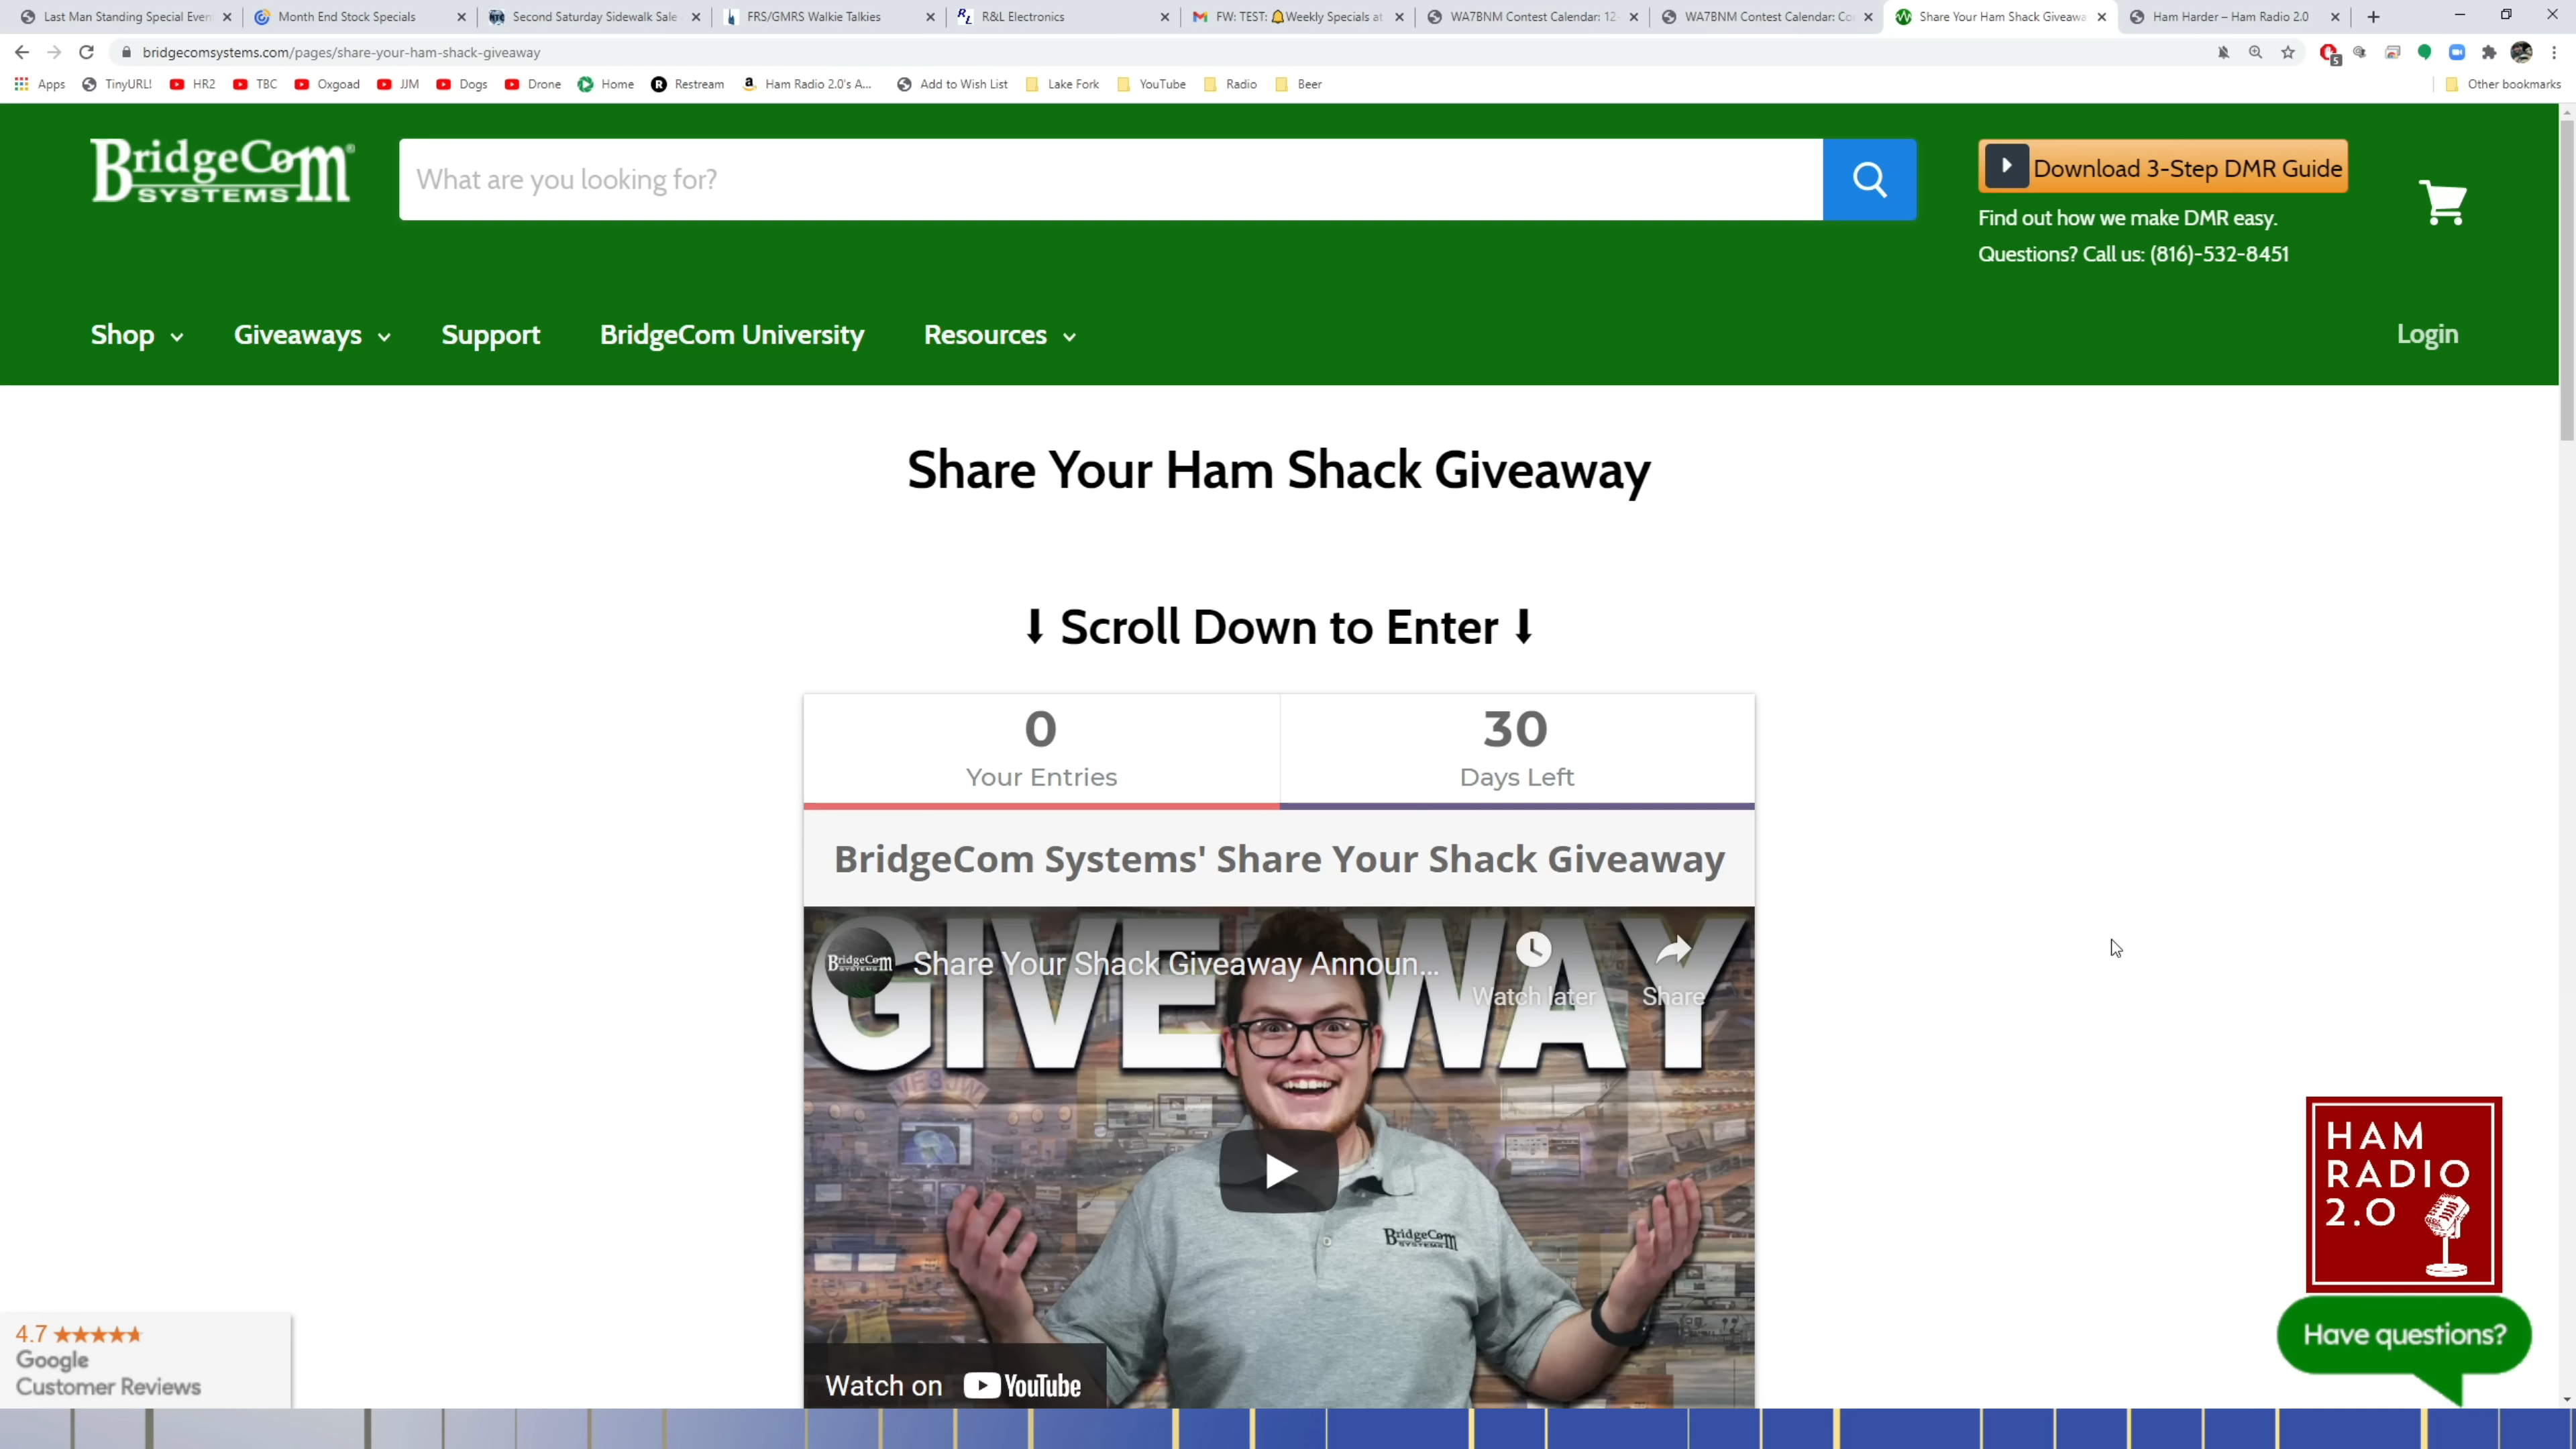 Last Man Standing Special Even
Month End Stock Specials
Second Saturday Sidewalk Sale
FRS/GMRS Walkie Talkies
R&L Electronics
FW: TEST: 🔔Weekly Specials at
WA7BNM Contest Calendar: 12-
WA7BNM Contest Calendar: Co
Share Your Ham Shack Giveawa
Ham Harder – Ham Radio 2.0
bridgecomsystems.com/pages/share-your-ham-shack-giveaway
5
Apps TinyURL! HR2 TBC Oxgoad JJM Dogs Drone Home Restream Ham Radio 2.0's A... Add to Wish List Lake Fork YouTube Radio Beer Other bookmarks
BridgeCom®
SYSTEMS
What are you looking for?
Download 3-Step DMR Guide
Find out how we make DMR easy.
Questions? Call us: (816)-532-8451
Shop Giveaways Support BridgeCom University Resources Login
Share Your Ham Shack Giveaway
⬇ Scroll Down to Enter ⬇
0
Your Entries
30
Days Left
BridgeCom Systems' Share Your Shack Giveaway
BridgeCom
SYSTEMS
Share Your Shack Giveaway Announ...
Watch later
Share
GIVEAWAY
VE3JW
BridgeCom
SYSTEMS
Watch on YouTube
HAM
RADIO
2.0
Have questions?
4.7 ★★★★★
Google
Customer Reviews